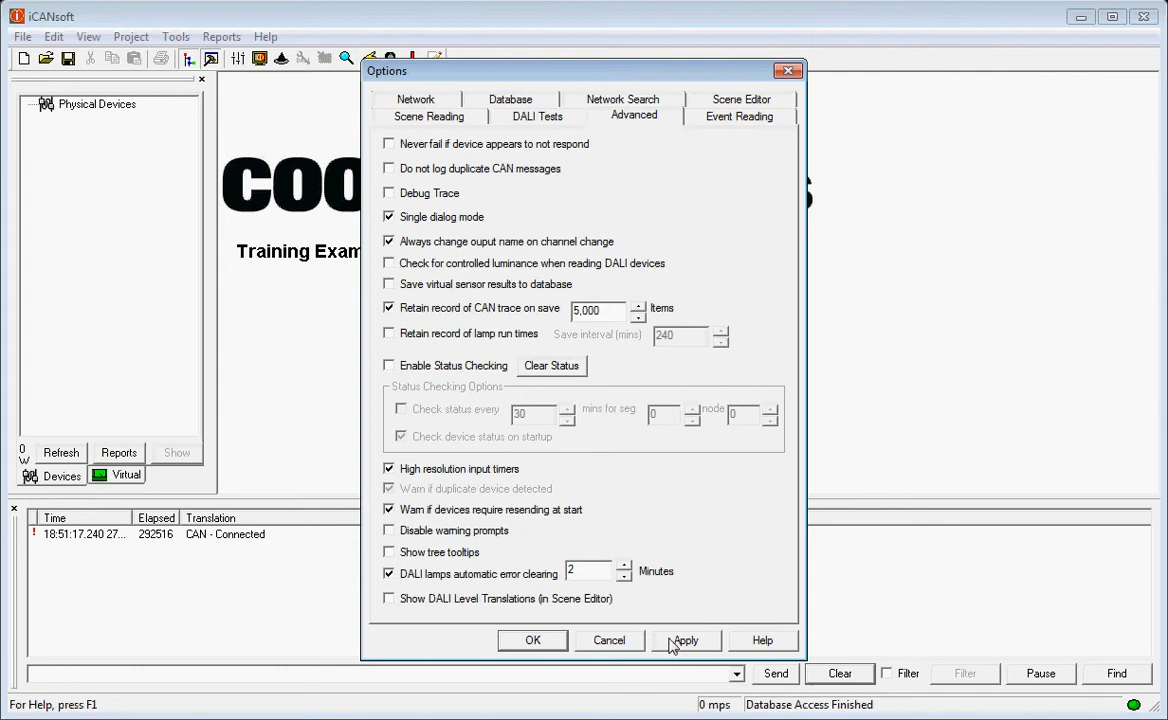 iCANsoft
File Edit View Project Tools Reports Help
Options
Physical Devices
Network Database Network Search Scene Editor
Scene Reading DALI Tests Advanced Event Reading
Never fail if device appears to not respond
Do not log duplicate CAN messages
Debug Trace
COO
Single dialog mode
Always change ouput name on channel change
Training Exam
Check for controlled luminance when reading DALI devices
Save virtual sensor results to database
Retain record of CAN trace on save 5,000 Items
Retain record of lamp run times Save interval (mins) 240
Enable Status Checking Clear Status
Status Checking Options
Check status every 30 mins for seg 0 node 0
Check device status on startup
0 W Refresh Reports Show
Devices Virtual
High resolution input timers
Warn if duplicate device detected
Warn if devices require resending at start
Disable warning prompts
Show tree tooltips
DALI lamps automatic error clearing 2 Minutes
Show DALI Level Translations (in Scene Editor)
OK Cancel Apply Help
Time Elapsed Translation
! 18:51:17.240 27... 292516 CAN - Connected
Send Clear Filter Filter Pause Find
For Help, press F1 0 mps Database Access Finished